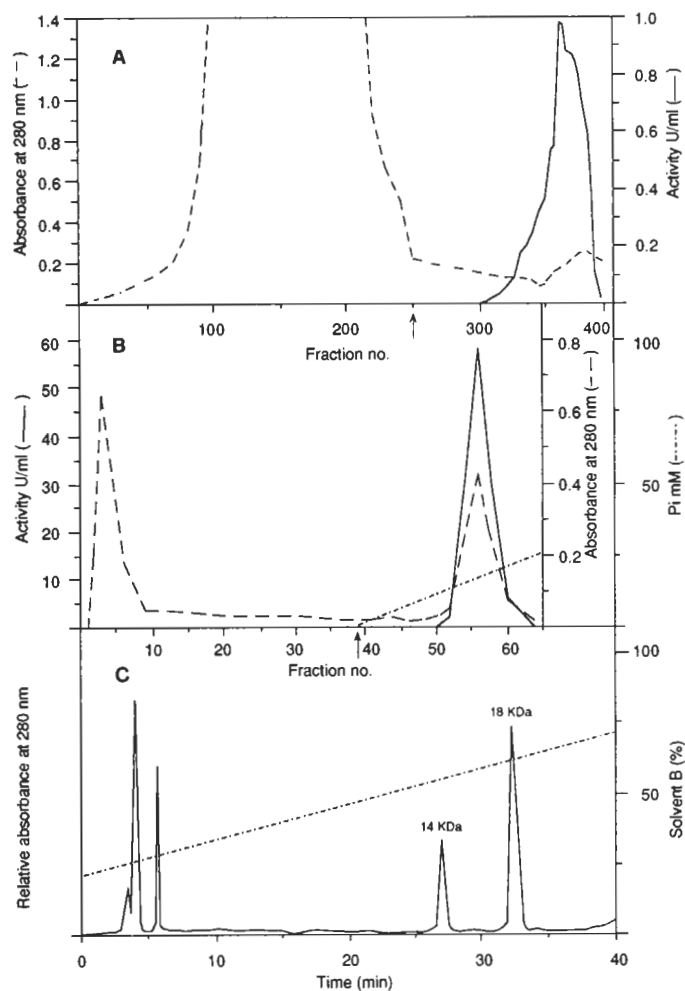 A
Absorbance at 280 nm (– –)
1.4
1.2
1.0
0.8
0.6
0.4
0.2
1.0
0.8
0.6
0.4
0.2
Activity U/ml (—)
100
200
300
400
Fraction no.
B
Activity U/ml (—)
60
50
40
30
20
10
0.8
0.6
0.4
0.2
Absorbance at 280 nm (– –)
100
50
Pi mM (-·-·-)
10
20
30
40
50
60
Fraction no.
C
Relative absorbance at 280 nm
14 KDa
18 KDa
100
50
Solvent B (%)
0
10
20
30
40
Time (min)